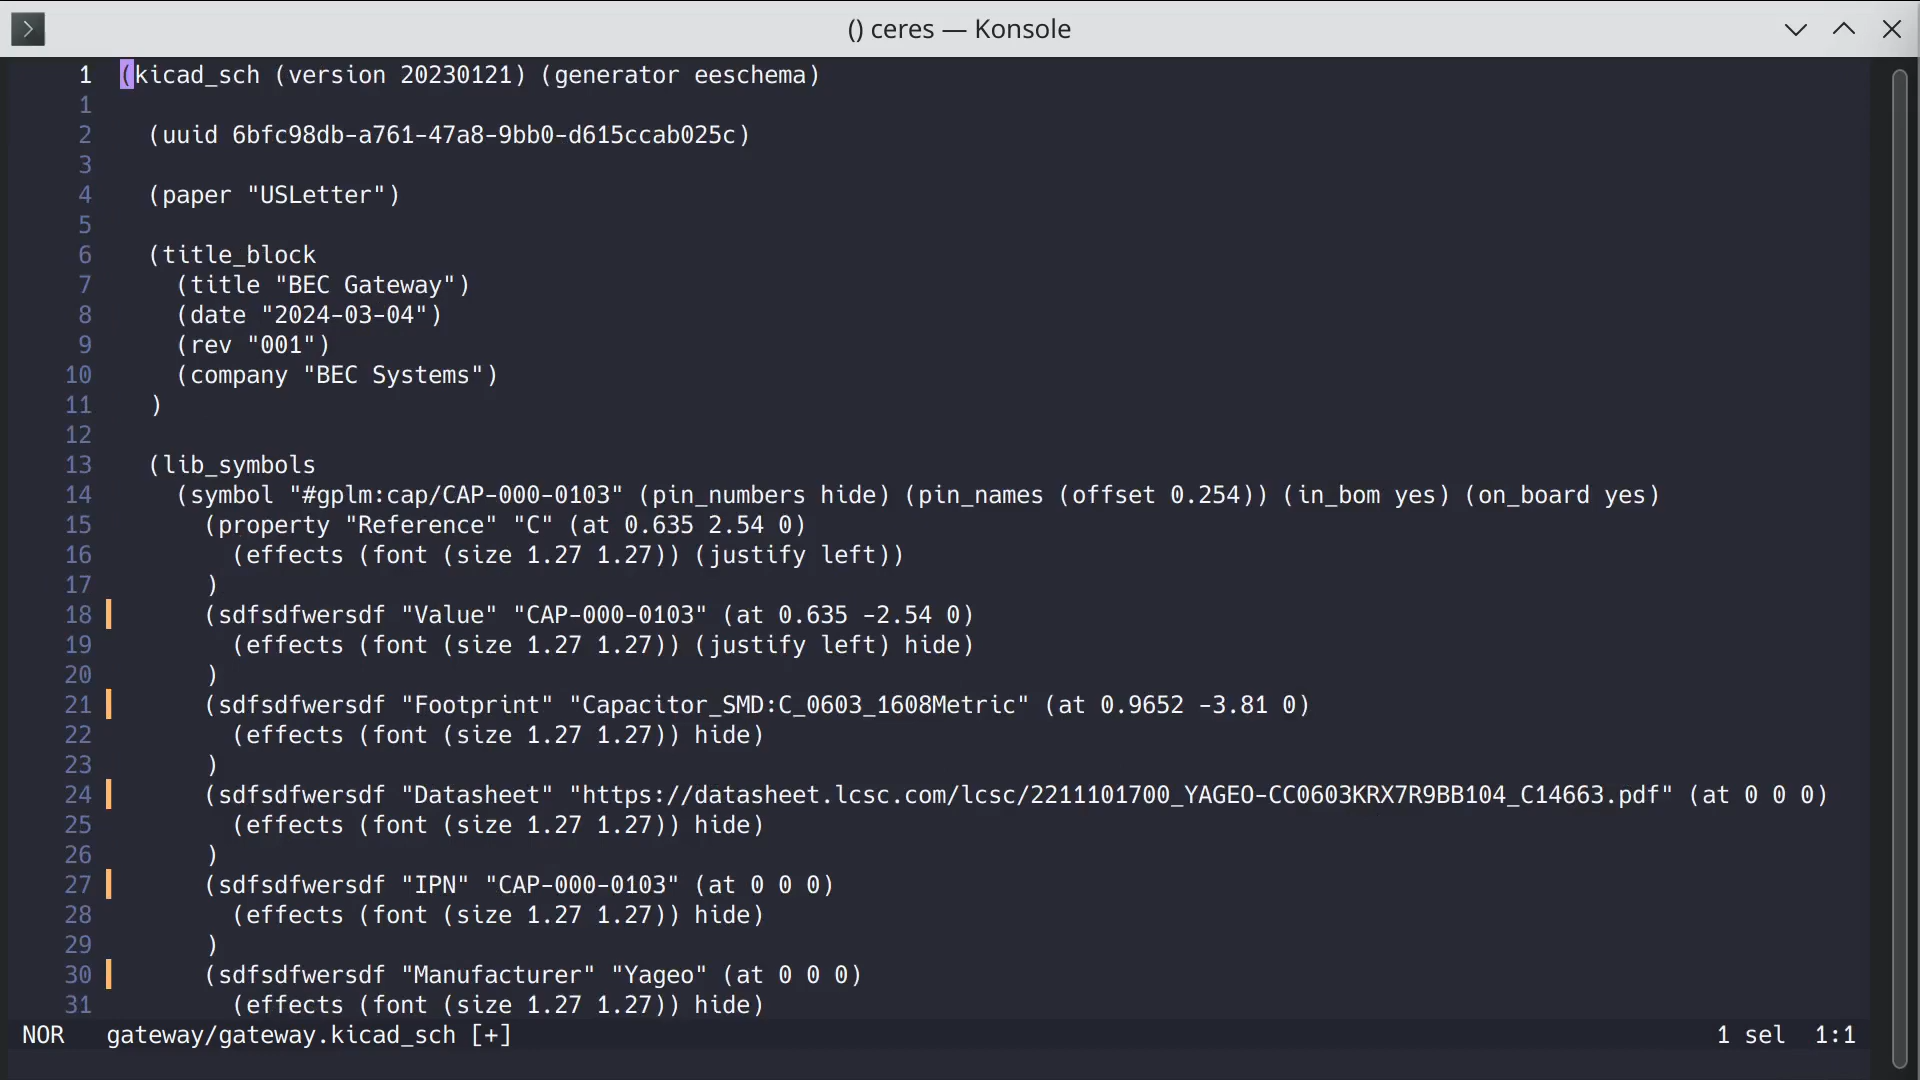 () ceres — Konsole
1 (kicad_sch (version 20230121) (generator eeschema)
1
2 (uuid 6bfc98db-a761-47a8-9bb0-d615ccab025c)
3
4 (paper "USLetter")
5
6 (title_block
7 (title "BEC Gateway")
8 (date "2024-03-04")
9 (rev "001")
10 (company "BEC Systems")
11 )
12
13 (lib_symbols
14 (symbol "#gplm:cap/CAP-000-0103" (pin_numbers hide) (pin_names (offset 0.254)) (in_bom yes) (on_board yes)
15 (property "Reference" "C" (at 0.635 2.54 0)
16 (effects (font (size 1.27 1.27)) (justify left))
17 )
18 (sdfsdfwersdf "Value" "CAP-000-0103" (at 0.635 -2.54 0)
19 (effects (font (size 1.27 1.27)) (justify left) hide)
20 )
21 (sdfsdfwersdf "Footprint" "Capacitor_SMD:C_0603_1608Metric" (at 0.9652 -3.81 0)
22 (effects (font (size 1.27 1.27)) hide)
23 )
24 (sdfsdfwersdf "Datasheet" "https://datasheet.lcsc.com/lcsc/2211101700_YAGEO-CC0603KRX7R9BB104_C14663.pdf" (at 0 0 0)
25 (effects (font (size 1.27 1.27)) hide)
26 )
27 (sdfsdfwersdf "IPN" "CAP-000-0103" (at 0 0 0)
28 (effects (font (size 1.27 1.27)) hide)
29 )
30 (sdfsdfwersdf "Manufacturer" "Yageo" (at 0 0 0)
31 (effects (font (size 1.27 1.27)) hide)
NOR gateway/gateway.kicad_sch [+] 1 sel 1:1